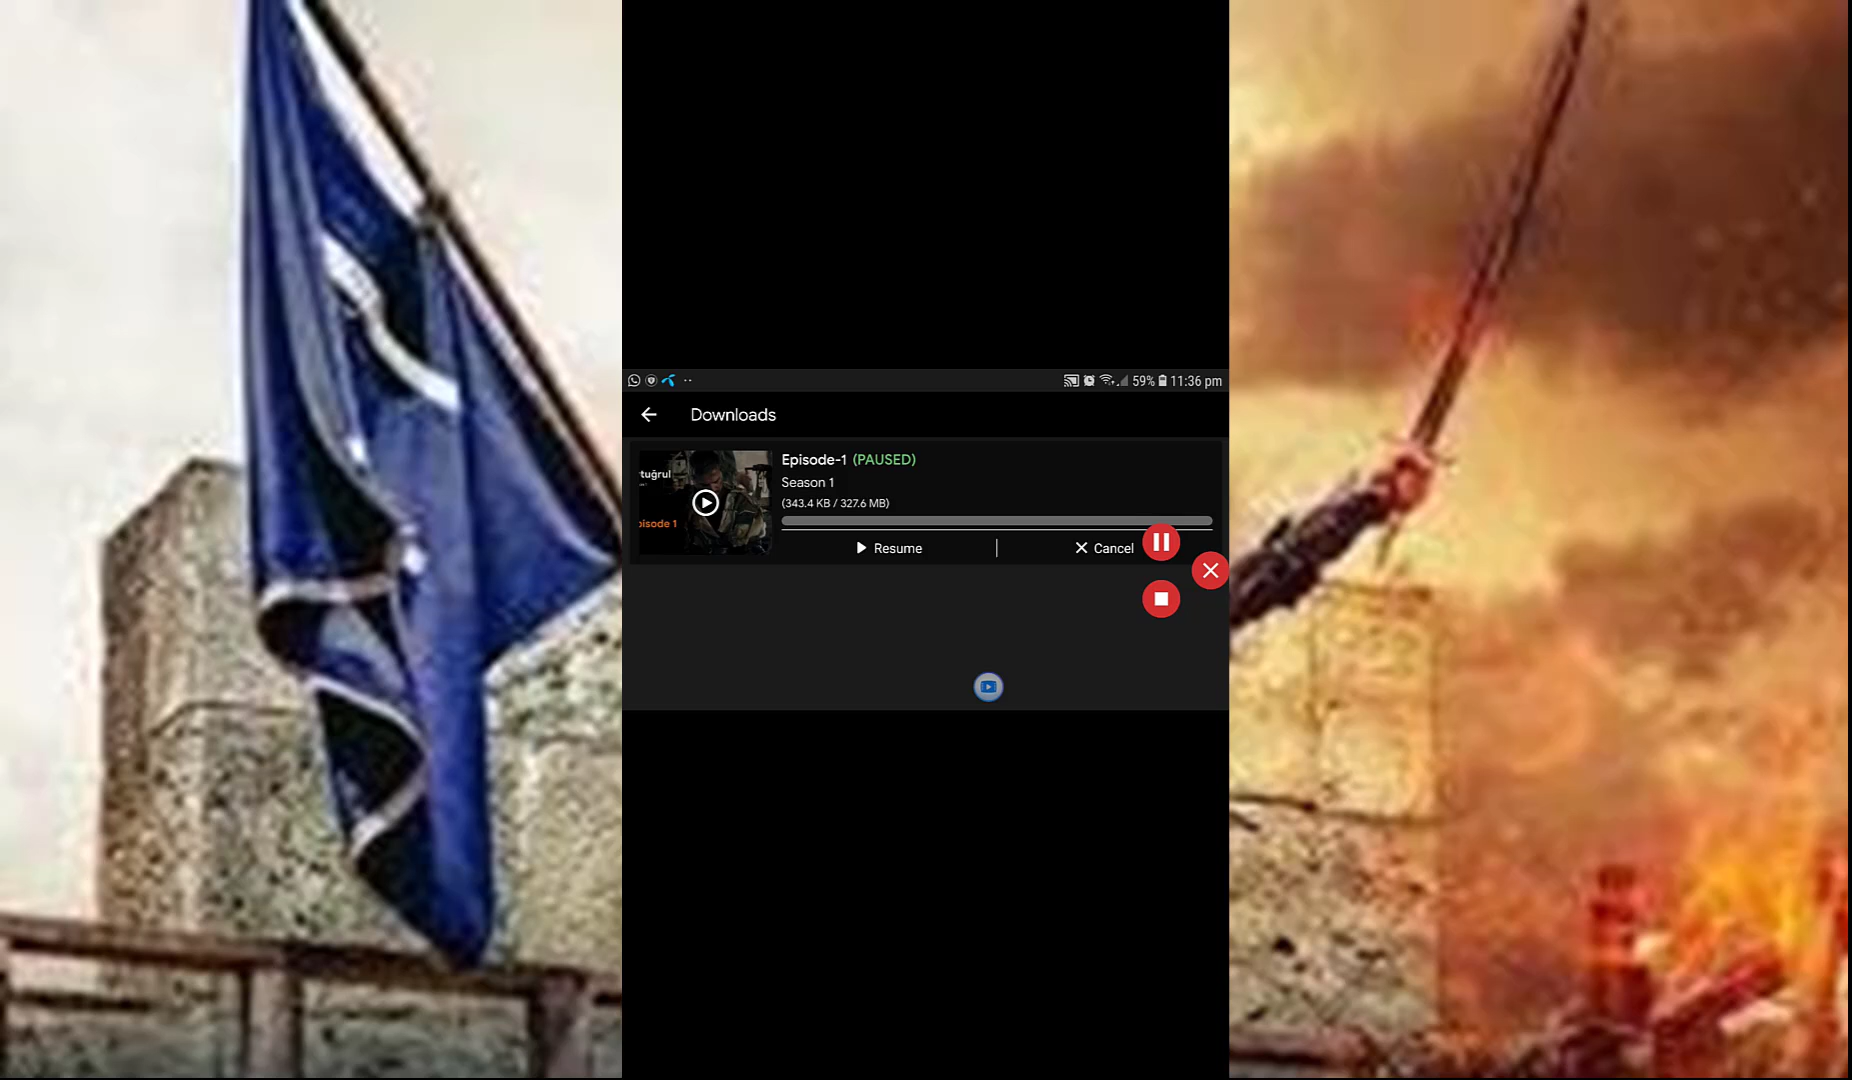 59% 11:36 pm
Downloads
tuğrul
isode 1
Episode-1 (PAUSED)
Season 1
(343.4 KB / 327.6 MB)
Resume
Cancel